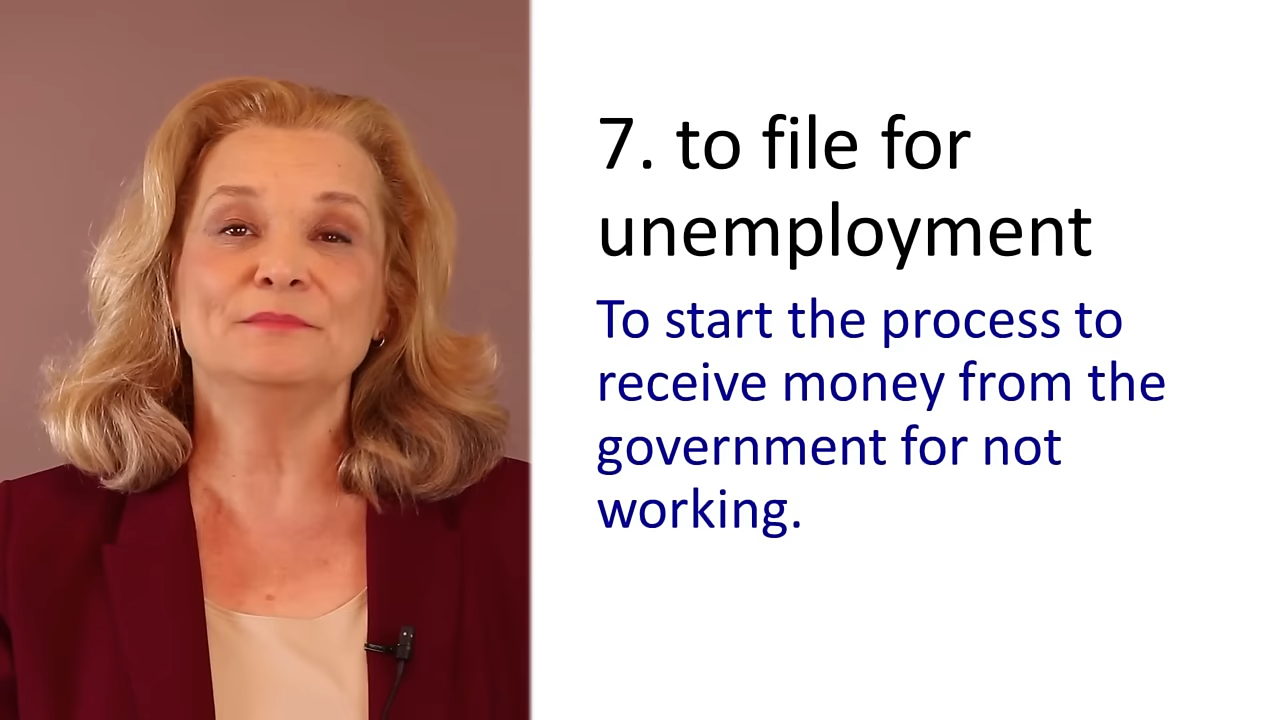 7. to file for
unemployment
To start the process to
receive money from the
government for not
working.